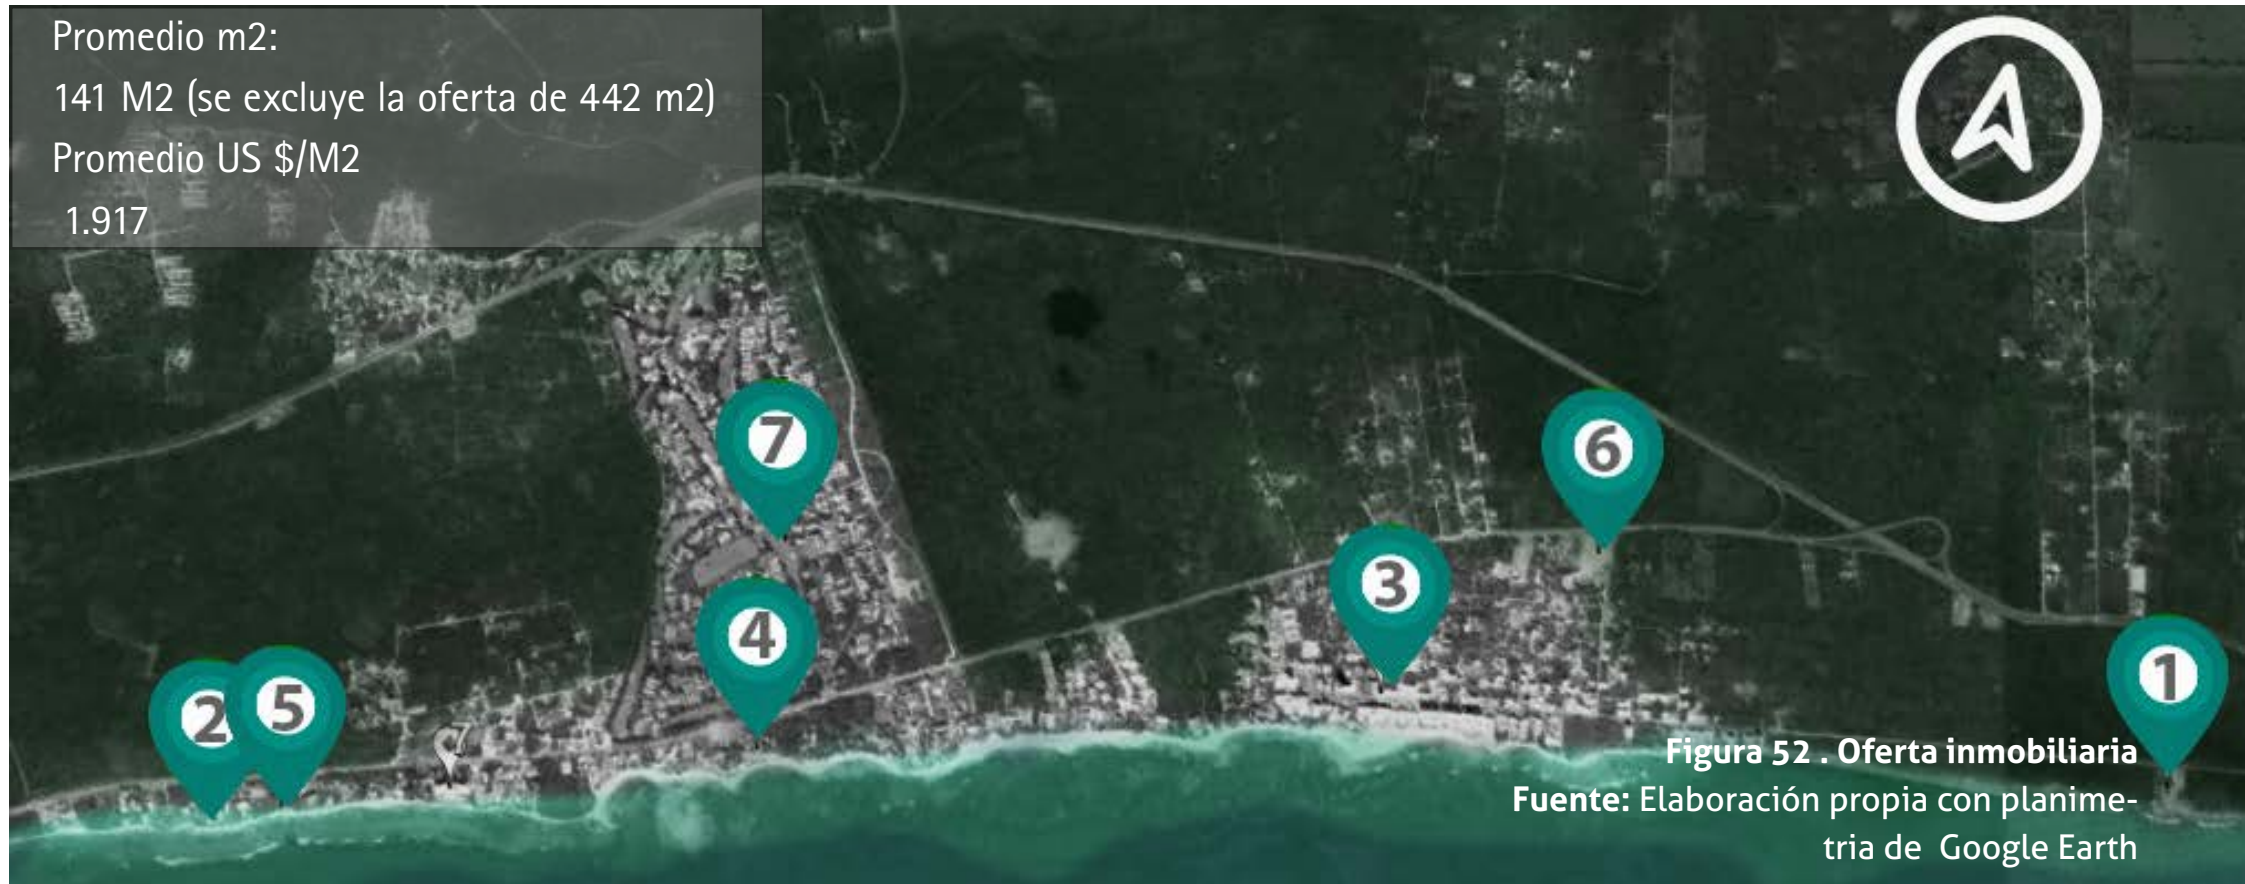 Promedio m2:
141 M2 (se excluye la oferta de 442 m2)
Promedio US $/M2
1.917
7
6
3
4
1
2
5
Figura 52 . Oferta inmobiliaria
Fuente: Elaboración propia con planime-
tria de Google Earth